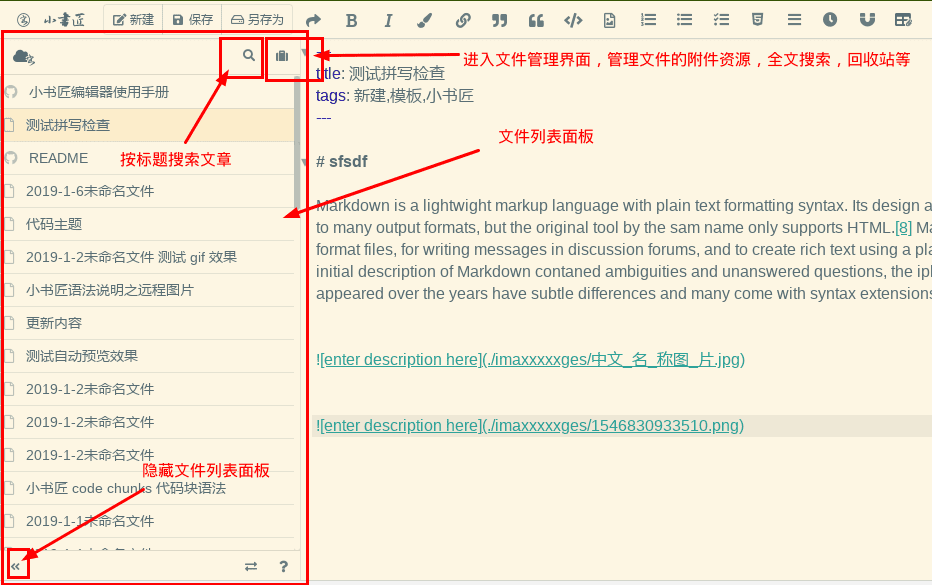 小书匠 新建 保存 另存为
进入文件管理界面，管理文件的附件资源，全文搜索，回收站等
title: 测试拼写检查
tags: 新建,模板,小书匠
---
文件列表面板
按标题搜索文章
# sfsdf
Markdown is a lightwight markup language with plain text formatting syntax. Its design a
to many output formats, but the original tool by the sam name only supports HTML.[8] Ma
format files, for writing messages in discussion forums, and to create rich text using a pla
initial description of Markdown contaned ambiguities and unanswered questions, the ipl
appeared over the years have subtle differences and many come with syntax extensions
![enter description here](./imaxxxxxges/中文_名_称图_片.jpg)
![enter description here](./imaxxxxxges/1546830933510.png)
小书匠编辑器使用手册
测试拼写检查
README
2019-1-6未命名文件
代码主题
2019-1-2未命名文件 测试 gif 效果
小书匠语法说明之远程图片
更新内容
测试自动预览效果
2019-1-2未命名文件
2019-1-2未命名文件
2019-1-2未命名文件
隐藏文件列表面板
小书匠 code chunks 代码块语法
2019-1-1未命名文件